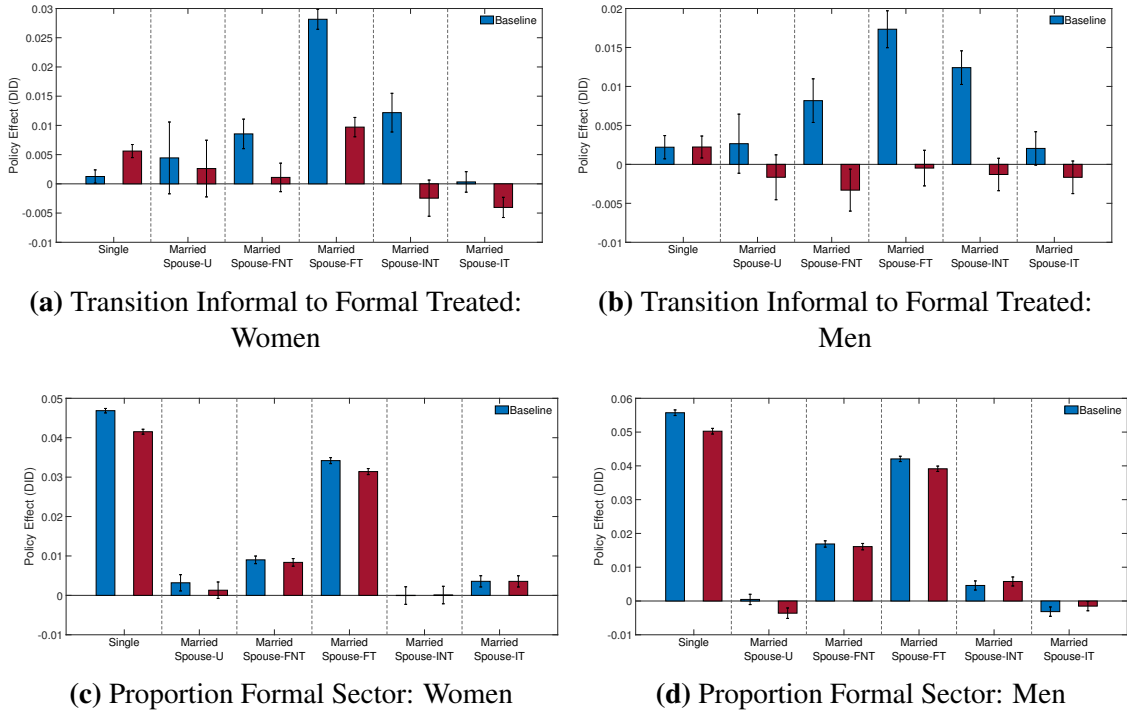 0.03
0.025
0.02
0.015
0.01
0.005
0
-0.005
-0.01
Policy Effect (DID)
Baseline
Single
Married
Spouse-U
Married
Spouse-FNT
Married
Spouse-FT
Married
Spouse-INT
Married
Spouse-IT
(a) Transition Informal to Formal Treated:
Women
0.02
0.015
0.01
0.005
0
-0.005
-0.01
Policy Effect (DID)
Baseline
Single
Married
Spouse-U
Married
Spouse-FNT
Married
Spouse-FT
Married
Spouse-INT
Married
Spouse-IT
(b) Transition Informal to Formal Treated:
Men
0.05
0.04
0.03
0.02
0.01
0
-0.01
Policy Effect (DID)
Baseline
Single
Married
Spouse-U
Married
Spouse-FNT
Married
Spouse-FT
Married
Spouse-INT
Married
Spouse-IT
(c) Proportion Formal Sector: Women
0.06
0.05
0.04
0.03
0.02
0.01
0
-0.01
Policy Effect (DID)
Baseline
Single
Married
Spouse-U
Married
Spouse-FNT
Married
Spouse-FT
Married
Spouse-INT
Married
Spouse-IT
(d) Proportion Formal Sector: Men